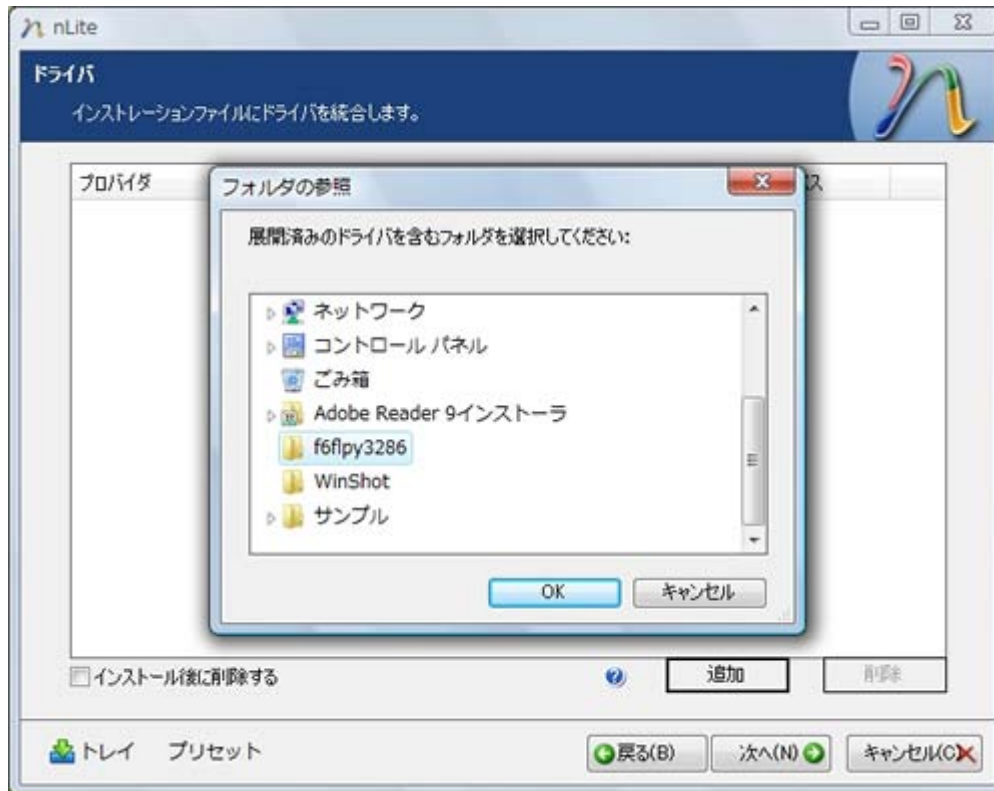 nLite
ドライバ
インストレーションファイルにドライバを統合します。
プロバイダ
フォルダの参照
展開済みのドライバを含むフォルダを選択してください:
ネットワーク
コントロール パネル
ごみ箱
Adobe Reader 9インストーラ
f6flpy3286
WinShot
サンプル
OK
キャンセル
インストール後に削除する
追加
削除
トレイ
プリセット
戻る(B)
次へ(N)
キャンセル(C)